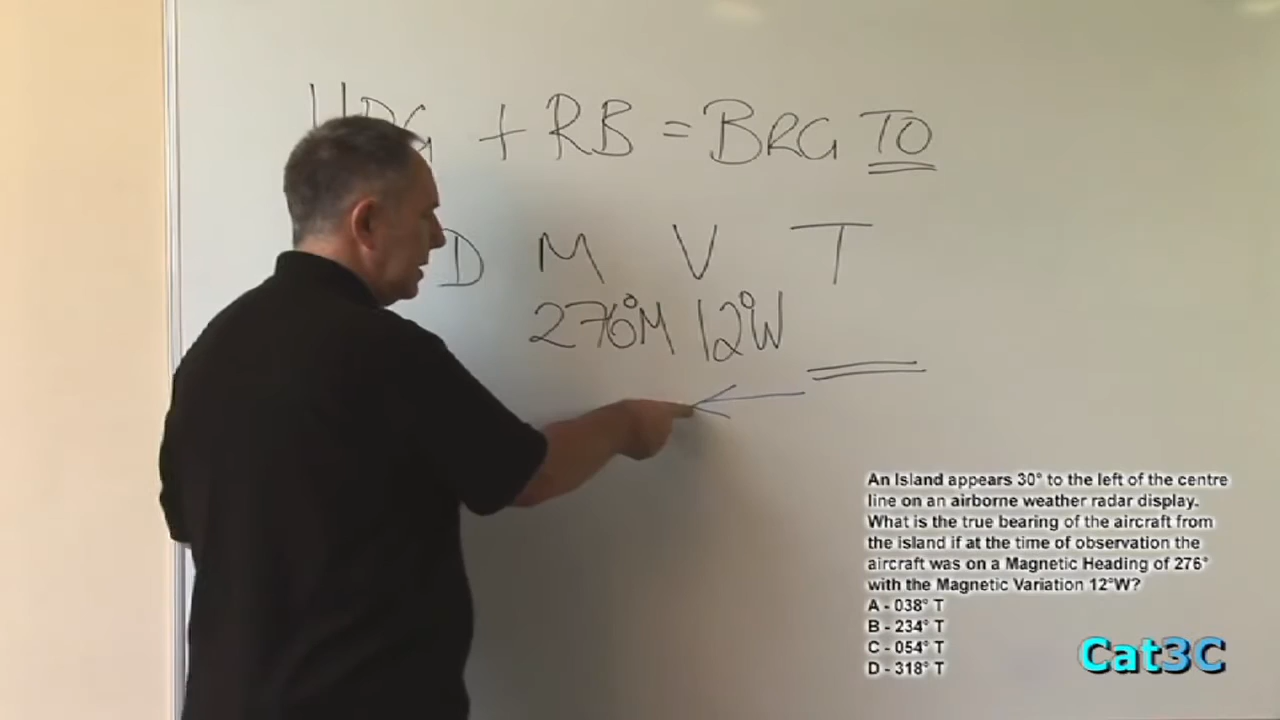 HDG + RB = BRG TO
D M V T
276°M 12°W
An Island appears 30° to the left of the centre
line on an airborne weather radar display.
What is the true bearing of the aircraft from
the island if at the time of observation the
aircraft was on a Magnetic Heading of 276°
with the Magnetic Variation 12°W?
A - 038° T
B - 234° T
C - 054° T
D - 318° T
Cat3C